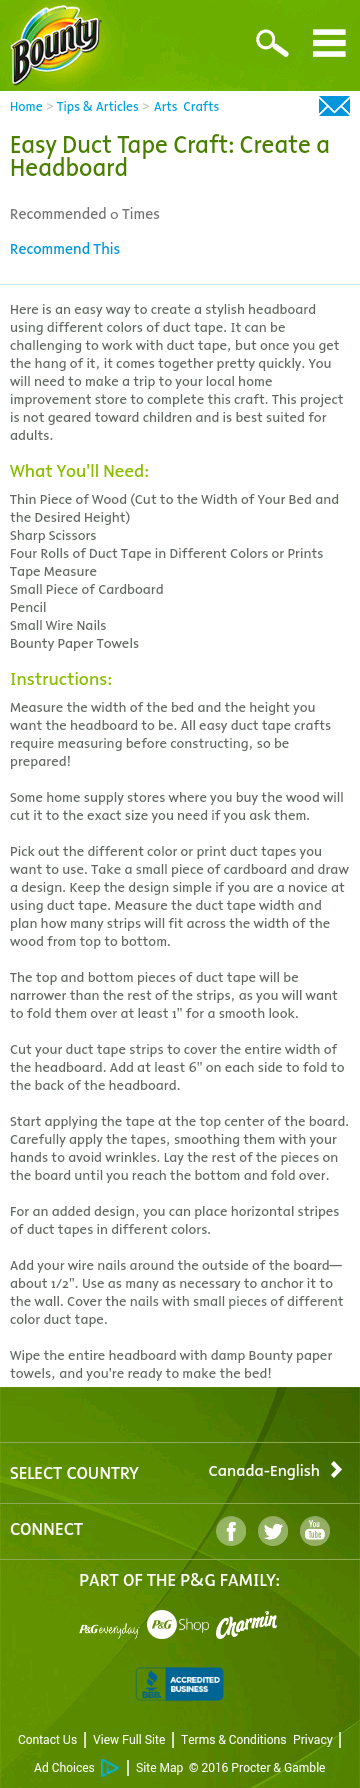 Bounty
Home > Tips & Articles > Arts Crafts
Easy Duct Tape Craft: Create a
Headboard
Recommended 0 Times
Recommend This
Here is an easy way to create a stylish headboard
using different colors of duct tape. It can be
challenging to work with duct tape, but once you get
the hang of it, it comes together pretty quickly. You
will need to make a trip to your local home
improvement store to complete this craft. This project
is not geared toward children and is best suited for
adults.
What You'll Need:
Thin Piece of Wood (Cut to the Width of Your Bed and
the Desired Height)
Sharp Scissors
Four Rolls of Duct Tape in Different Colors or Prints
Tape Measure
Small Piece of Cardboard
Pencil
Small Wire Nails
Bounty Paper Towels
Instructions:
Measure the width of the bed and the height you
want the headboard to be. All easy duct tape crafts
require measuring before constructing, so be
prepared!
Some home supply stores where you buy the wood will
cut it to the exact size you need if you ask them.
Pick out the different color or print duct tapes you
want to use. Take a small piece of cardboard and draw
a design. Keep the design simple if you are a novice at
using duct tape. Measure the duct tape width and
plan how many strips will fit across the width of the
wood from top to bottom.
The top and bottom pieces of duct tape will be
narrower than the rest of the strips, as you will want
to fold them over at least 1" for a smooth look.
Cut your duct tape strips to cover the entire width of
the headboard. Add at least 6" on each side to fold to
the back of the headboard.
Start applying the tape at the top center of the board.
Carefully apply the tapes, smoothing them with your
hands to avoid wrinkles. Lay the rest of the pieces on
the board until you reach the bottom and fold over.
For an added design, you can place horizontal stripes
of duct tapes in different colors.
Add your wire nails around the outside of the board—
about 1/2". Use as many as necessary to anchor it to
the wall. Cover the nails with small pieces of different
color duct tape.
Wipe the entire headboard with damp Bounty paper
towels, and you're ready to make the bed!
SELECT COUNTRY Canada-English
CONNECT f You Tube
PART OF THE P&G FAMILY:
P&G everyday P&G Shop Charmin
BBB ACCREDITED BUSINESS
Contact Us | View Full Site | Terms & Conditions Privacy |
Ad Choices | Site Map © 2016 Procter & Gamble